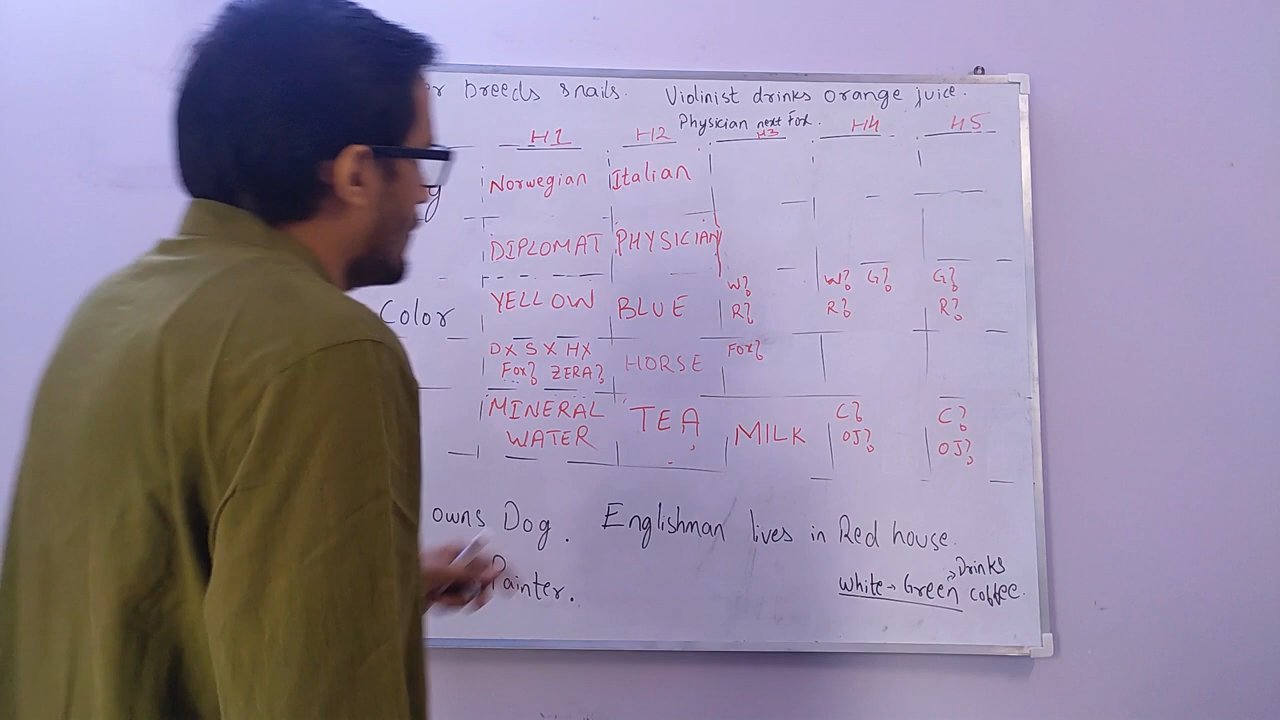 er breeds snails. Violinist drinks orange juice.
Physician next Fox.
H1 H2 H3 H4 H5
Norwegian Italian
y
DIPLOMAT PHYSICIAN
Color YELLOW BLUE W? R? W? G? R? G? R?
DX SX HX HORSE Fox?
Fox? ZERA?
MINERAL WATER TEA MILK C? OJ? C? OJ?
owns Dog. Englishman lives in Red house.
Painter. White → Green → Drinks coffee.